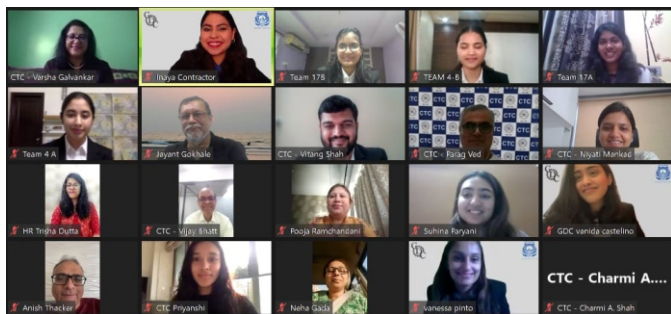 CTC - Varsha Galvankar
Inaya Contractor
Team 17B
TEAM 4-B
Team 17A
Team 4 A
Jayant Gokhale
CTC - Vitang Shah
CTC
CTC - Parag Ved
CTC - Niyati Mankad
HR Trisha Dutta
CTC - Vijay Bhatt
Pooja Ramchandani
Suhina Paryani
GDC vanida castelino
Anish Thacker
CTC Priyanshi
Neha Gada
vanessa pinto
CTC - Charmi A....
CTC - Charmi A. Shah